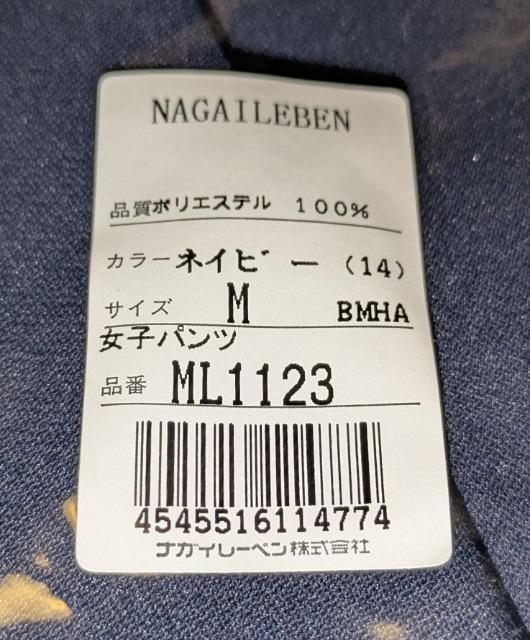 NAGAILEBEN
品質ポリエステル 100%
カラーネイビー (14)
サイズ M BMHA
女子パンツ
品番 ML1123
4545516114774
ナガイレーベン株式会社